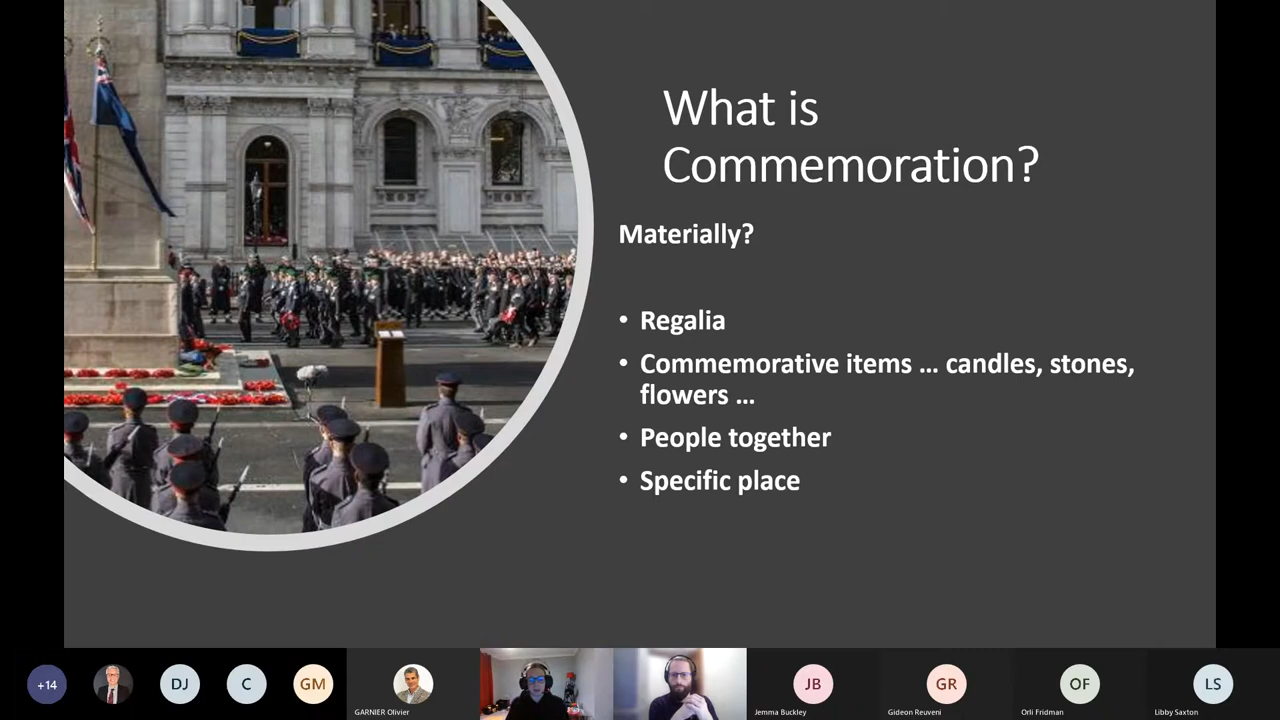 What is
Commemoration?
Materially?
• Regalia
• Commemorative items … candles, stones,
flowers …
• People together
• Specific place
+14
DJ
C
GM
GARNIER Olivier
JB
Jemma Buckley
GR
Gideon Reuveni
OF
Orli Fridman
LS
Libby Saxton